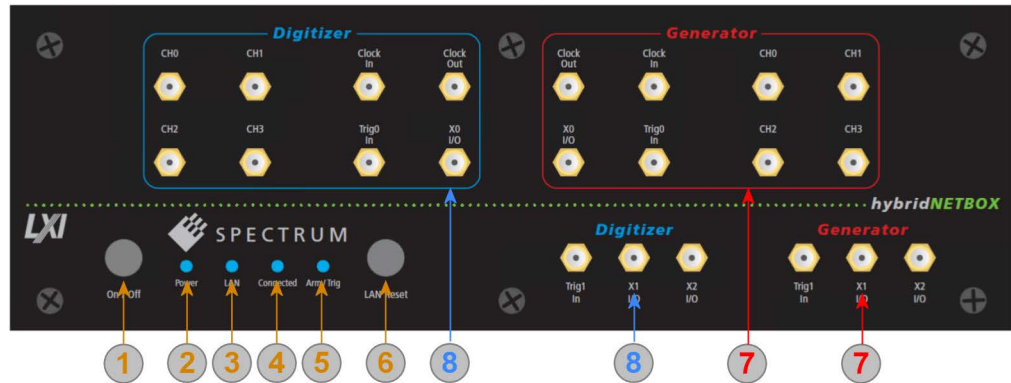 Digitizer
Generator
CH0
CH1
Clock
In
Clock
Out
Clock
Out
Clock
In
CH0
CH1
CH2
CH3
Trig0
In
X0
I/O
X0
I/O
Trig0
In
CH2
CH3
hybridNETBOX
LXI
SPECTRUM
Digitizer
Generator
On / Off
Power
LAN
Connected
Arm/Trig
LAN Reset
Trig1
In
X1
I/O
X2
I/O
Trig1
In
X1
I/O
X2
I/O
1
2
3
4
5
6
8
8
7
7